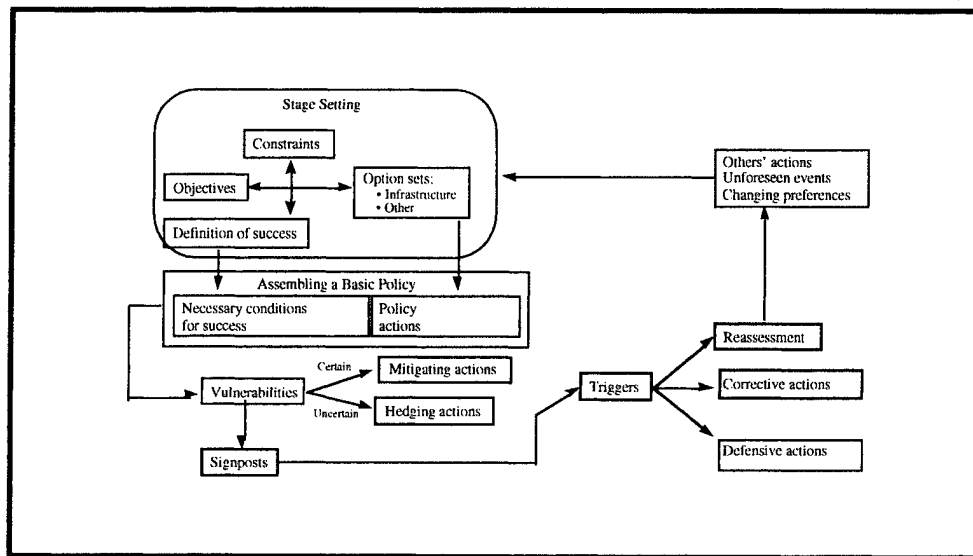 Stage Setting
Constraints
Objectives
Option sets:
• Infrastructure
• Other
Definition of success
Assembling a Basic Policy
Necessary conditions
for success
Policy
actions
Certain
Mitigating actions
Vulnerabilities
Uncertain
Hedging actions
Signposts
Triggers
Others' actions
Unforeseen events
Changing preferences
Reassessment
Corrective actions
Defensive actions